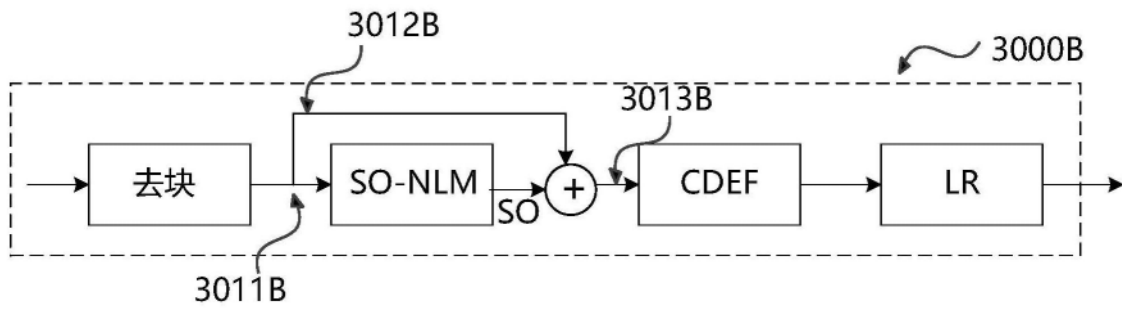 3012B
3000B
3013B
去块
SO-NLM
SO
+
CDEF
LR
3011B